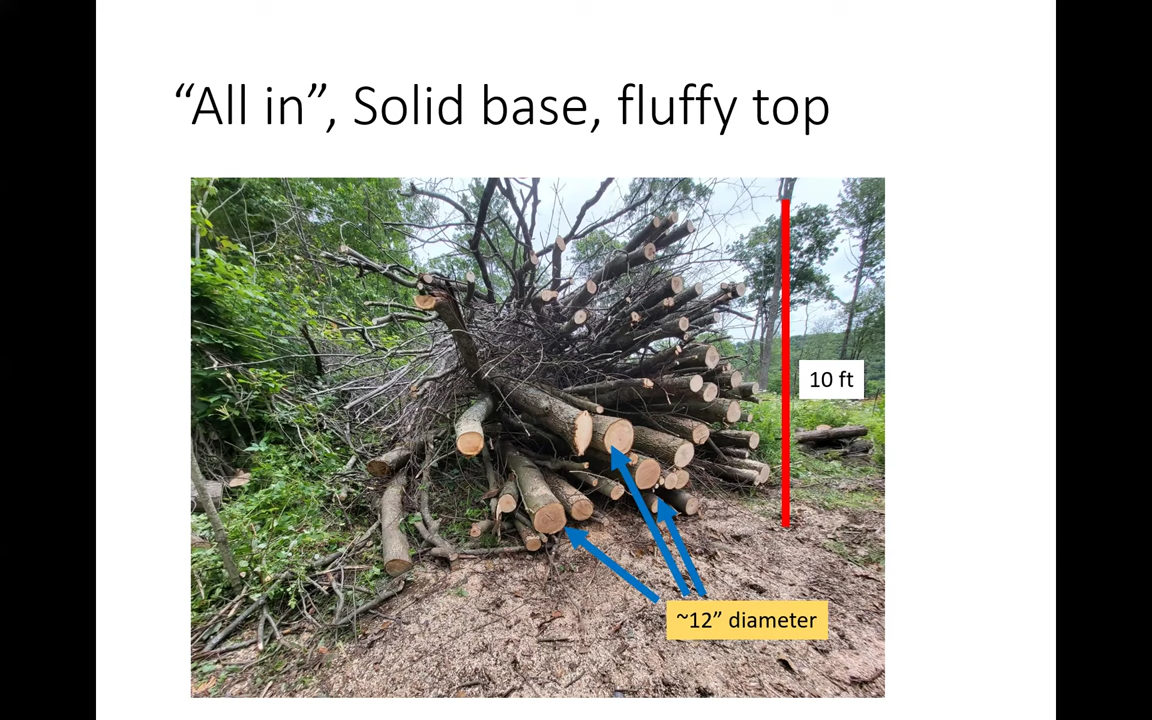 “All in”, Solid base, fluffy top
10 ft
~12” diameter